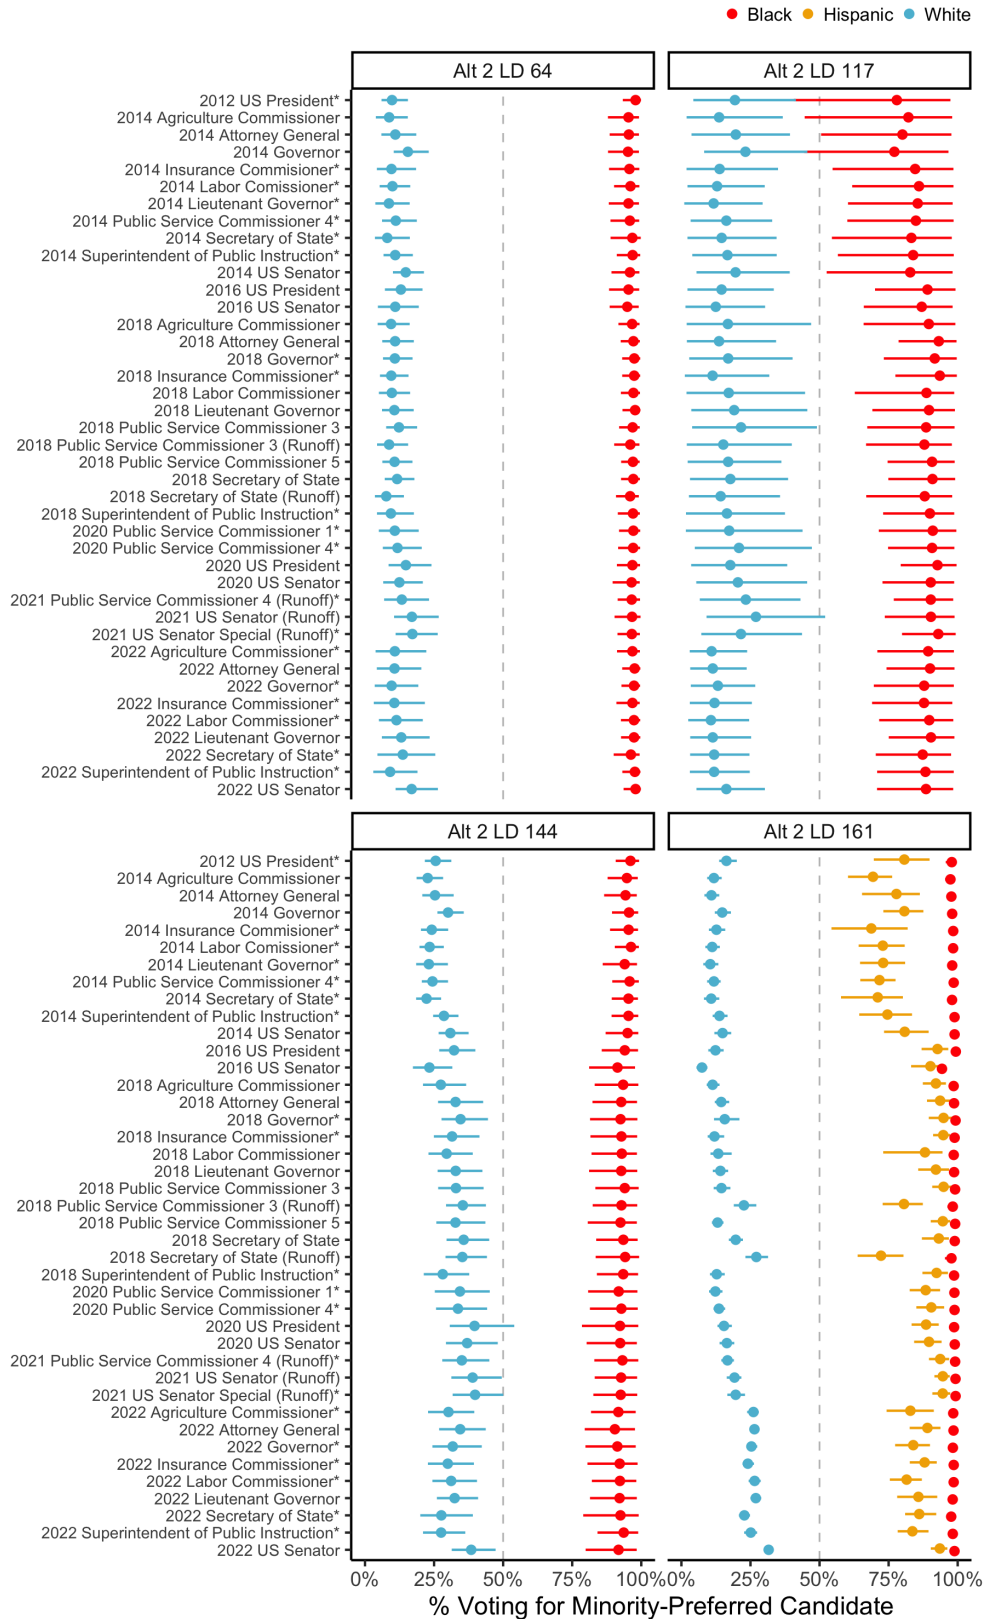 Black Hispanic White
Alt 2 LD 64 Alt 2 LD 117
2012 US President*
2014 Agriculture Commissioner
2014 Attorney General
2014 Governor
2014 Insurance Commisioner*
2014 Labor Comissioner*
2014 Lieutenant Governor*
2014 Public Service Commissioner 4*
2014 Secretary of State*
2014 Superintendent of Public Instruction*
2014 US Senator
2016 US President
2016 US Senator
2018 Agriculture Commissioner
2018 Attorney General
2018 Governor*
2018 Insurance Commissioner*
2018 Labor Commissioner
2018 Lieutenant Governor
2018 Public Service Commissioner 3
2018 Public Service Commissioner 3 (Runoff)
2018 Public Service Commissioner 5
2018 Secretary of State
2018 Secretary of State (Runoff)
2018 Superintendent of Public Instruction*
2020 Public Service Commissioner 1*
2020 Public Service Commissioner 4*
2020 US President
2020 US Senator
2021 Public Service Commissioner 4 (Runoff)*
2021 US Senator (Runoff)
2021 US Senator Special (Runoff)*
2022 Agriculture Commissioner*
2022 Attorney General
2022 Governor*
2022 Insurance Commissioner*
2022 Labor Commissioner*
2022 Lieutenant Governor
2022 Secretary of State*
2022 Superintendent of Public Instruction*
2022 US Senator
Alt 2 LD 144 Alt 2 LD 161
2012 US President*
2014 Agriculture Commissioner
2014 Attorney General
2014 Governor
2014 Insurance Commisioner*
2014 Labor Comissioner*
2014 Lieutenant Governor*
2014 Public Service Commissioner 4*
2014 Secretary of State*
2014 Superintendent of Public Instruction*
2014 US Senator
2016 US President
2016 US Senator
2018 Agriculture Commissioner
2018 Attorney General
2018 Governor*
2018 Insurance Commissioner*
2018 Labor Commissioner
2018 Lieutenant Governor
2018 Public Service Commissioner 3
2018 Public Service Commissioner 3 (Runoff)
2018 Public Service Commissioner 5
2018 Secretary of State
2018 Secretary of State (Runoff)
2018 Superintendent of Public Instruction*
2020 Public Service Commissioner 1*
2020 Public Service Commissioner 4*
2020 US President
2020 US Senator
2021 Public Service Commissioner 4 (Runoff)*
2021 US Senator (Runoff)
2021 US Senator Special (Runoff)*
2022 Agriculture Commissioner*
2022 Attorney General
2022 Governor*
2022 Insurance Commissioner*
2022 Labor Commissioner*
2022 Lieutenant Governor
2022 Secretary of State*
2022 Superintendent of Public Instruction*
2022 US Senator
0% 25% 50% 75% 100% 0% 25% 50% 75% 100%
% Voting for Minority-Preferred Candidate